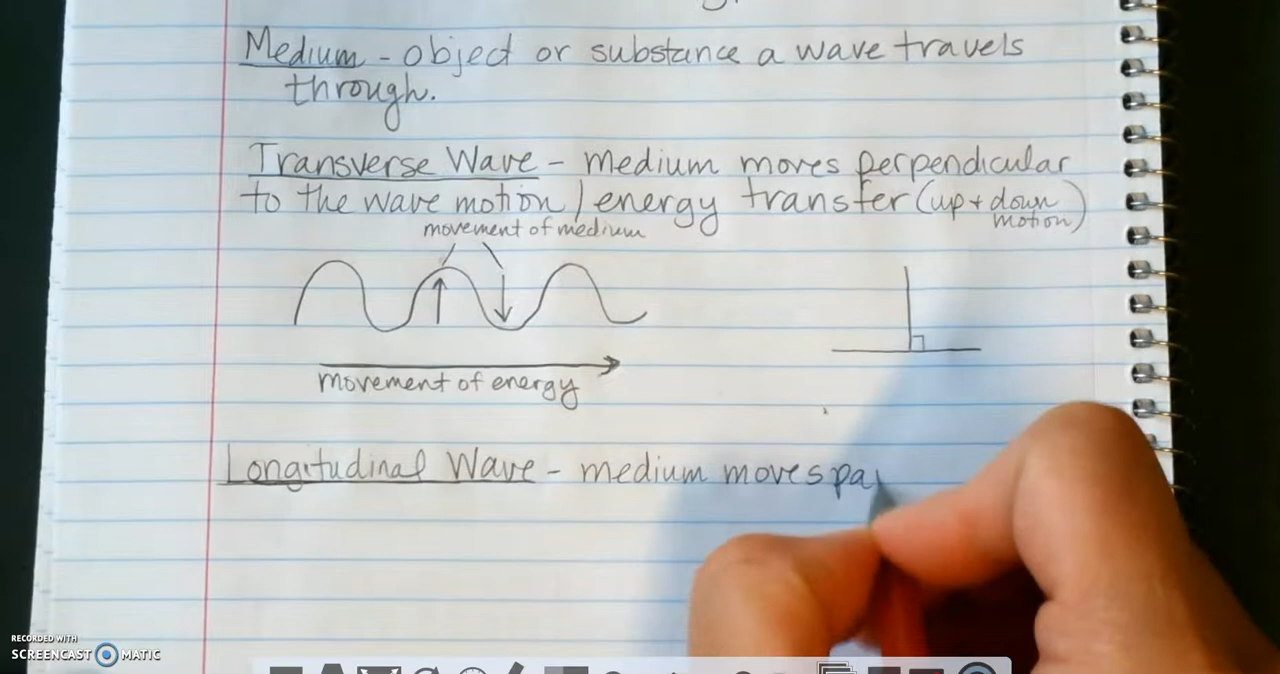 Medium - object or substance a wave travels
through.
Transverse Wave - medium moves perpendicular
to the wave motion / energy transfer (up + down
motion)
movement of medium
movement of energy
Longitudinal Wave - medium moves pa
RECORDED WITH
SCREENCAST MATIC